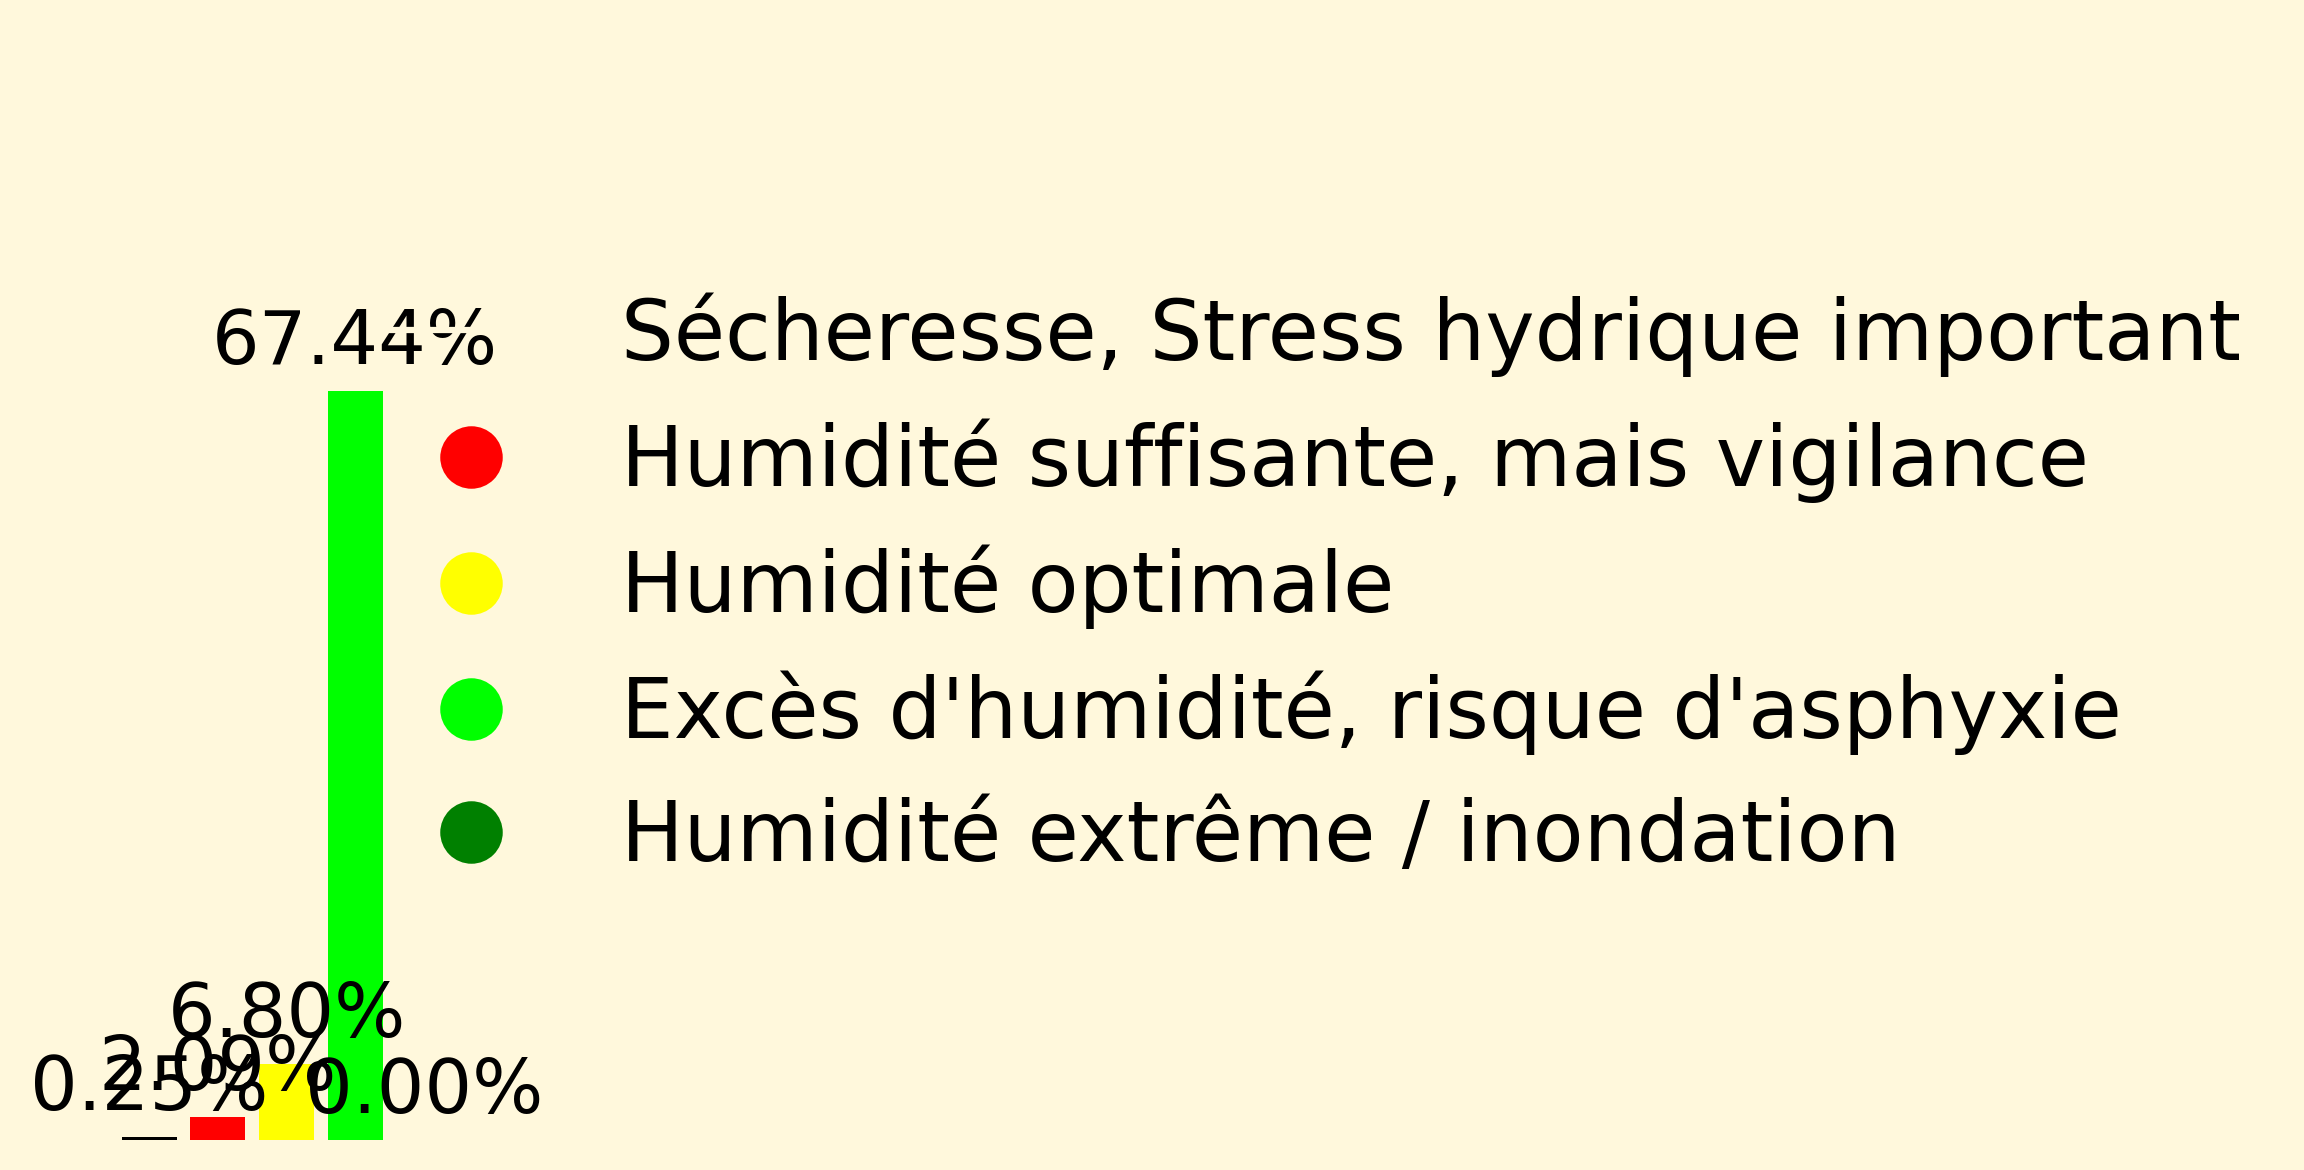 67.44%
Sécheresse, Stress hydrique important
Humidité suffisante, mais vigilance
Humidité optimale
Excès d'humidité, risque d'asphyxie
Humidité extrême / inondation
6.80%
2.09%
0.25%
0.00%